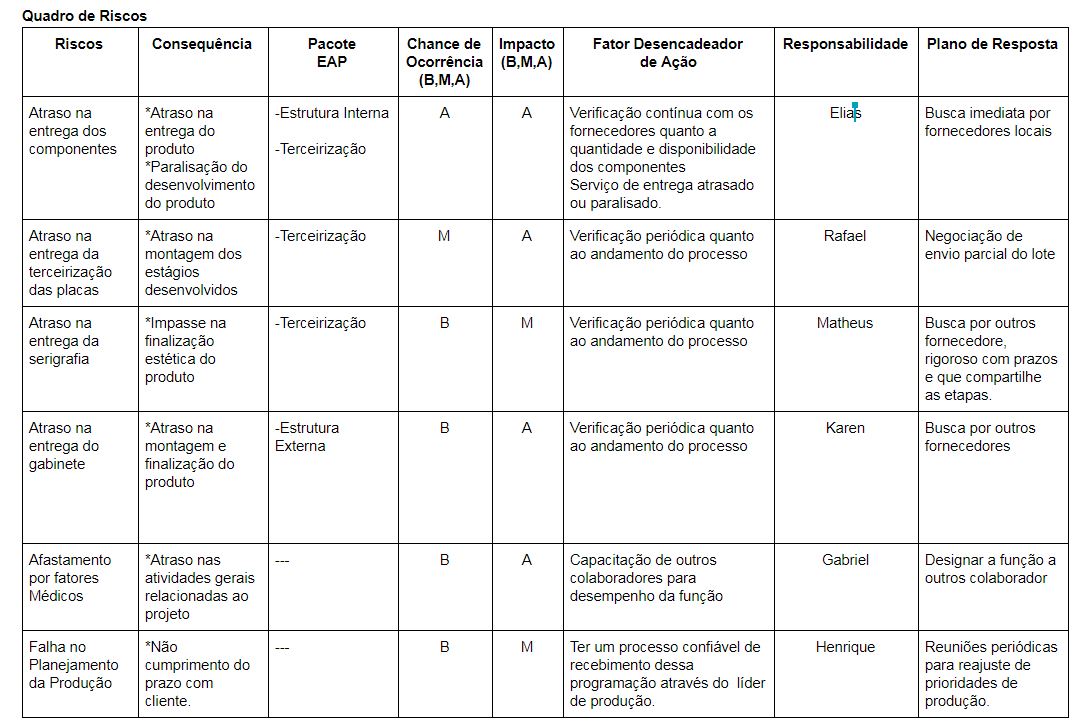 Quadro de Riscos
Riscos
Consequência
Pacote
EAP
Chance de
Ocorrência
(B,M,A)
Impacto
(B,M,A)
Fator Desencadeador
de Ação
Responsabilidade
Plano de Resposta
Atraso na
entrega dos
componentes
*Atraso na
entrega do
produto
*Paralisação do
desenvolvimento
do produto
-Estrutura Interna
-Terceirização
A
A
Verificação contínua com os
fornecedores quanto a
quantidade e disponibilidade
dos componentes
Serviço de entrega atrasado
ou paralisado.
Elias
Busca imediata por
fornecedores locais
Atraso na
entrega da
terceirização
das placas
*Atraso na
montagem dos
estágios
desenvolvidos
-Terceirização
M
A
Verificação periódica quanto
ao andamento do processo
Rafael
Negociação de
envio parcial do lote
Atraso na
entrega da
serigrafia
*Impasse na
finalização
estética do
produto
-Terceirização
B
M
Verificação periódica quanto
ao andamento do processo
Matheus
Busca por outros
fornecedore,
rigoroso com prazos
e que compartilhe
as etapas.
Atraso na
entrega do
gabinete
*Atraso na
montagem e
finalização do
produto
-Estrutura
Externa
B
A
Verificação periódica quanto
ao andamento do processo
Karen
Busca por outros
fornecedores
Afastamento
por fatores
Médicos
*Atraso nas
atividades gerais
relacionadas ao
projeto
---
B
A
Capacitação de outros
colaboradores para
desempenho da função
Gabriel
Designar a função a
outros colaborador
Falha no
Planejamento
da Produção
*Não
cumprimento do
prazo com
cliente.
---
B
M
Ter um processo confiável de
recebimento dessa
programação através do líder
de produção.
Henrique
Reuniões periódicas
para reajuste de
prioridades de
produção.